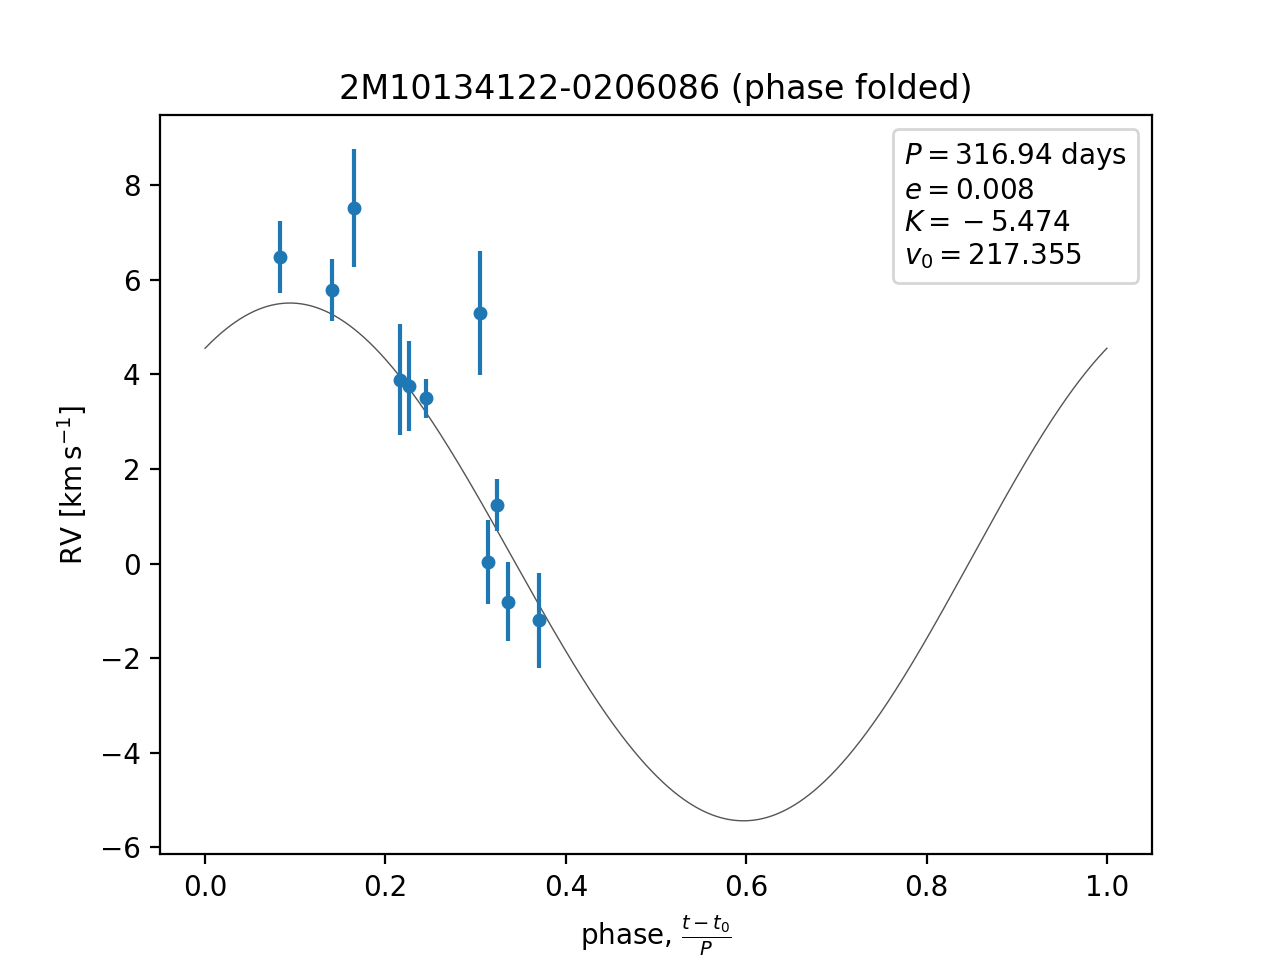 2M10134122-0206086 (phase folded)
P = 316.94 days
e = 0.008
K = −5.474
v₀ = 217.355
RV [km s⁻¹]
8
6
4
2
0
−2
−4
−6
0.0 0.2 0.4 0.6 0.8 1.0
phase, (t − t₀)/P